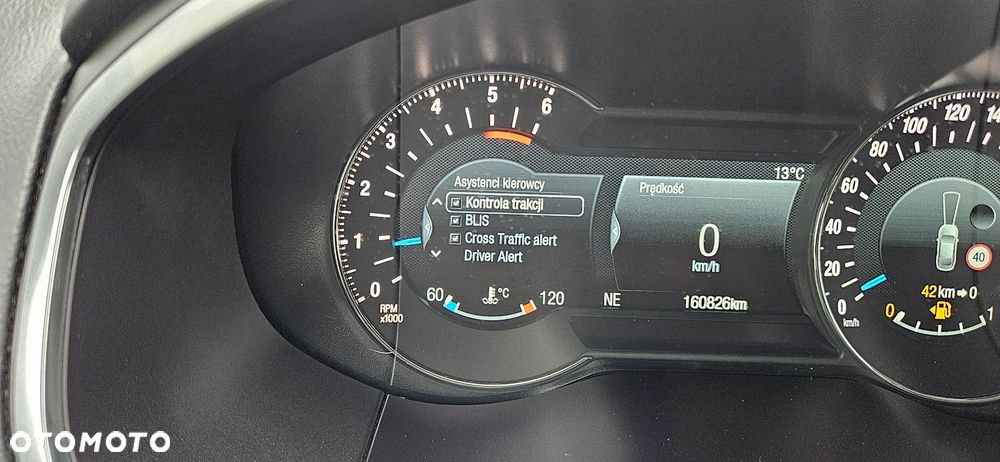 0
1
2
3
4
5
6
RPM
x1000
Asystenci kierowcy
Kontrola trakcji
BLIS
Cross Traffic alert
Driver Alert
60 °C 120
13°C
Prędkość
0
km/h
NE 160826km
0
20
40
60
80
100
120
km/h
40
42km→0
0 1
OTOMOTO